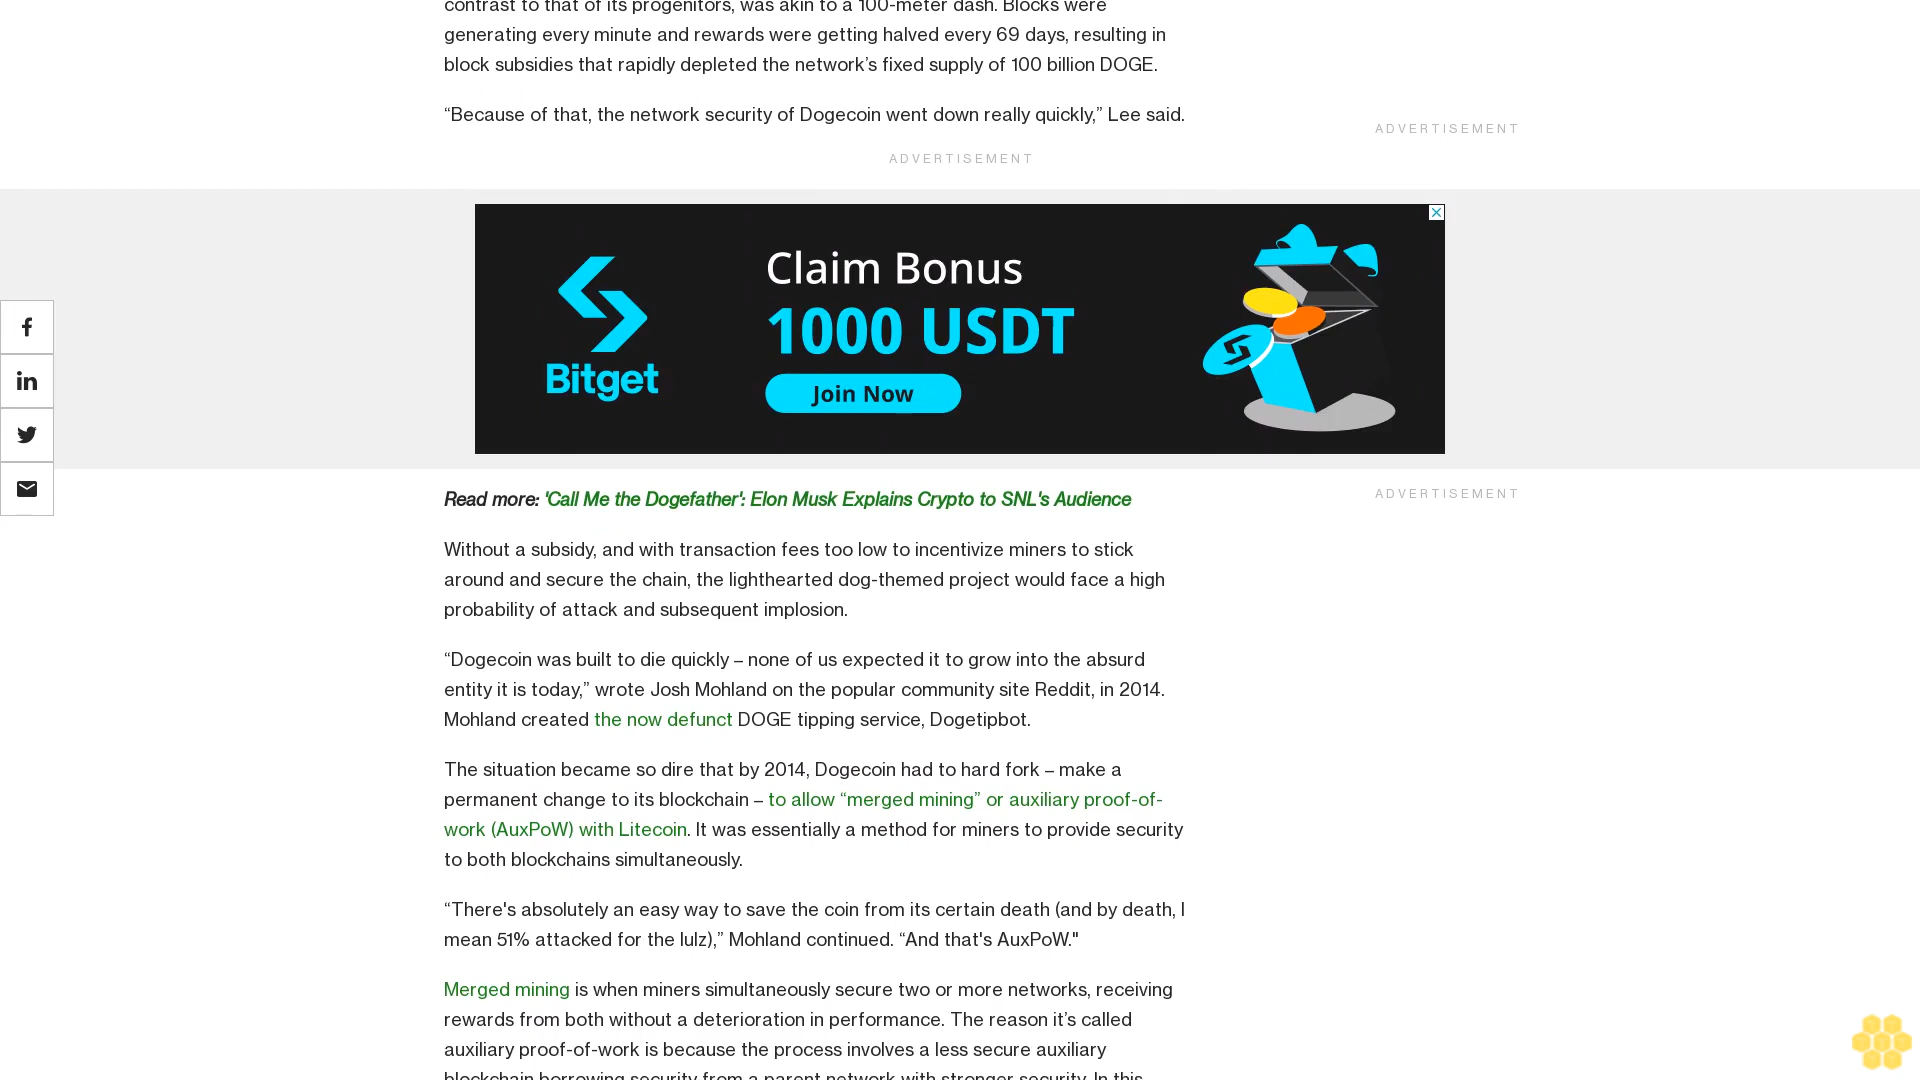 contrast to that of its progenitors, was akin to a 100-meter dash. Blocks were
generating every minute and rewards were getting halved every 69 days, resulting in
block subsidies that rapidly depleted the network’s fixed supply of 100 billion DOGE.
“Because of that, the network security of Dogecoin went down really quickly,” Lee said.
ADVERTISEMENT
ADVERTISEMENT
Bitget
Claim Bonus
1000 USDT
Join Now
Read more: 'Call Me the Dogefather': Elon Musk Explains Crypto to SNL's Audience
ADVERTISEMENT
Without a subsidy, and with transaction fees too low to incentivize miners to stick
around and secure the chain, the lighthearted dog-themed project would face a high
probability of attack and subsequent implosion.
“Dogecoin was built to die quickly – none of us expected it to grow into the absurd
entity it is today,” wrote Josh Mohland on the popular community site Reddit, in 2014.
Mohland created the now defunct DOGE tipping service, Dogetipbot.
The situation became so dire that by 2014, Dogecoin had to hard fork – make a
permanent change to its blockchain – to allow “merged mining” or auxiliary proof-of-
work (AuxPoW) with Litecoin. It was essentially a method for miners to provide security
to both blockchains simultaneously.
“There's absolutely an easy way to save the coin from its certain death (and by death, I
mean 51% attacked for the lulz),” Mohland continued. “And that's AuxPoW."
Merged mining is when miners simultaneously secure two or more networks, receiving
rewards from both without a deterioration in performance. The reason it’s called
auxiliary proof-of-work is because the process involves a less secure auxiliary
blockchain borrowing security from a parent network with stronger security. In this